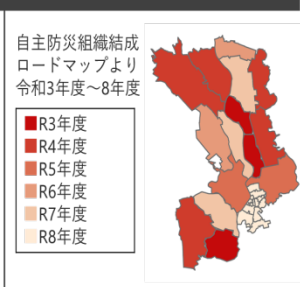 自主防災組織結成
ロードマップより
令和3年度～8年度
R3年度
R4年度
R5年度
R6年度
R7年度
R8年度